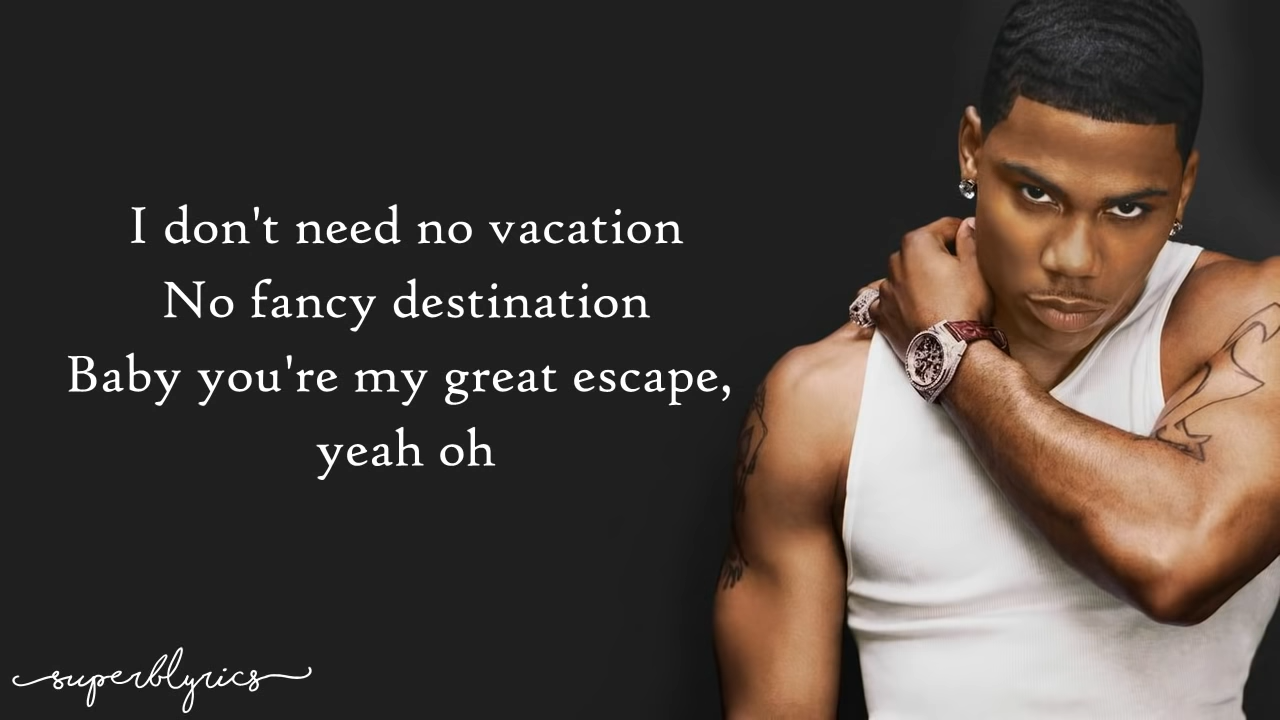 I don't need no vacation
No fancy destination
Baby you're my great escape,
yeah oh
superblyrics